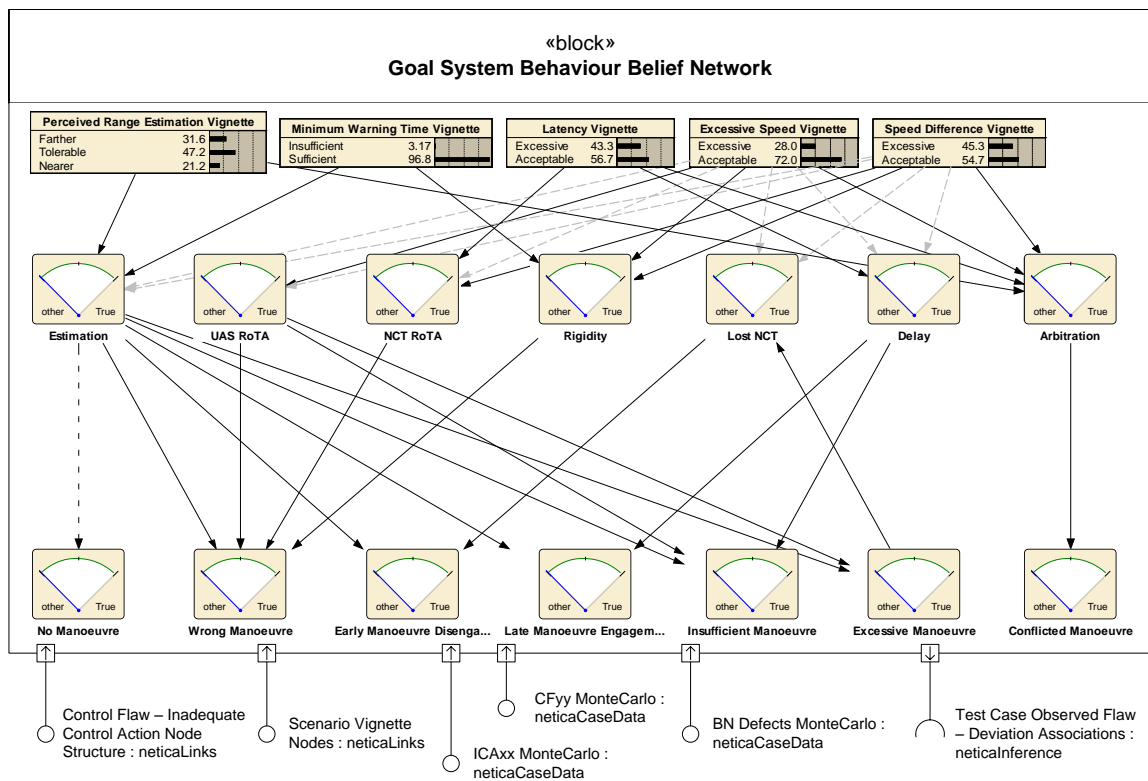 «block»
Goal System Behaviour Belief Network
Perceived Range Estimation Vignette
Farther 31.6
Tolerable 47.2
Nearer 21.2
Minimum Warning Time Vignette
Insufficient 3.17
Sufficient 96.8
Latency Vignette
Excessive 43.3
Acceptable 56.7
Excessive Speed Vignette
Excessive 28.0
Acceptable 72.0
Speed Difference Vignette
Excessive 45.3
Acceptable 54.7
other True
Estimation
other True
UAS RoTA
other True
NCT RoTA
other True
Rigidity
other True
Lost NCT
other True
Delay
other True
Arbitration
other True
No Manoeuvre
other True
Wrong Manoeuvre
other True
Early Manoeuvre Disenga...
other True
Late Manoeuvre Engagem...
other True
Insufficient Manoeuvre
other True
Excessive Manoeuvre
other True
Conflicted Manoeuvre
Control Flaw – Inadequate
Control Action Node
Structure : neticaLinks
Scenario Vignette
Nodes : neticaLinks
ICAxx MonteCarlo :
neticaCaseData
CFyy MonteCarlo :
neticaCaseData
BN Defects MonteCarlo :
neticaCaseData
Test Case Observed Flaw
– Deviation Associations :
neticaInference